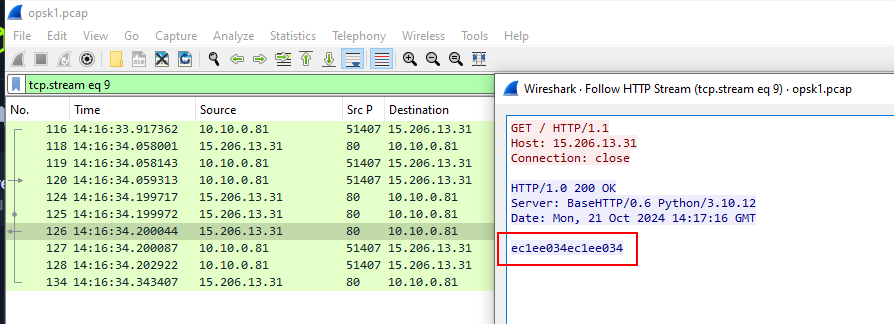 opsk1.pcap
File Edit View Go Capture Analyze Statistics Telephony Wireless Tools Help
tcp.stream eq 9
No. Time Source Src P Destination
116 14:16:33.917362 10.10.0.81 51407 15.206.13.31
118 14:16:34.058001 15.206.13.31 80 10.10.0.81
119 14:16:34.058143 10.10.0.81 51407 15.206.13.31
120 14:16:34.059313 10.10.0.81 51407 15.206.13.31
124 14:16:34.199717 15.206.13.31 80 10.10.0.81
125 14:16:34.199972 15.206.13.31 80 10.10.0.81
126 14:16:34.200044 15.206.13.31 80 10.10.0.81
127 14:16:34.200087 10.10.0.81 51407 15.206.13.31
128 14:16:34.202922 10.10.0.81 51407 15.206.13.31
134 14:16:34.343407 15.206.13.31 80 10.10.0.81
Wireshark · Follow HTTP Stream (tcp.stream eq 9) · opsk1.pcap
GET / HTTP/1.1
Host: 15.206.13.31
Connection: close
HTTP/1.0 200 OK
Server: BaseHTTP/0.6 Python/3.10.12
Date: Mon, 21 Oct 2024 14:17:16 GMT
ec1ee034ec1ee034